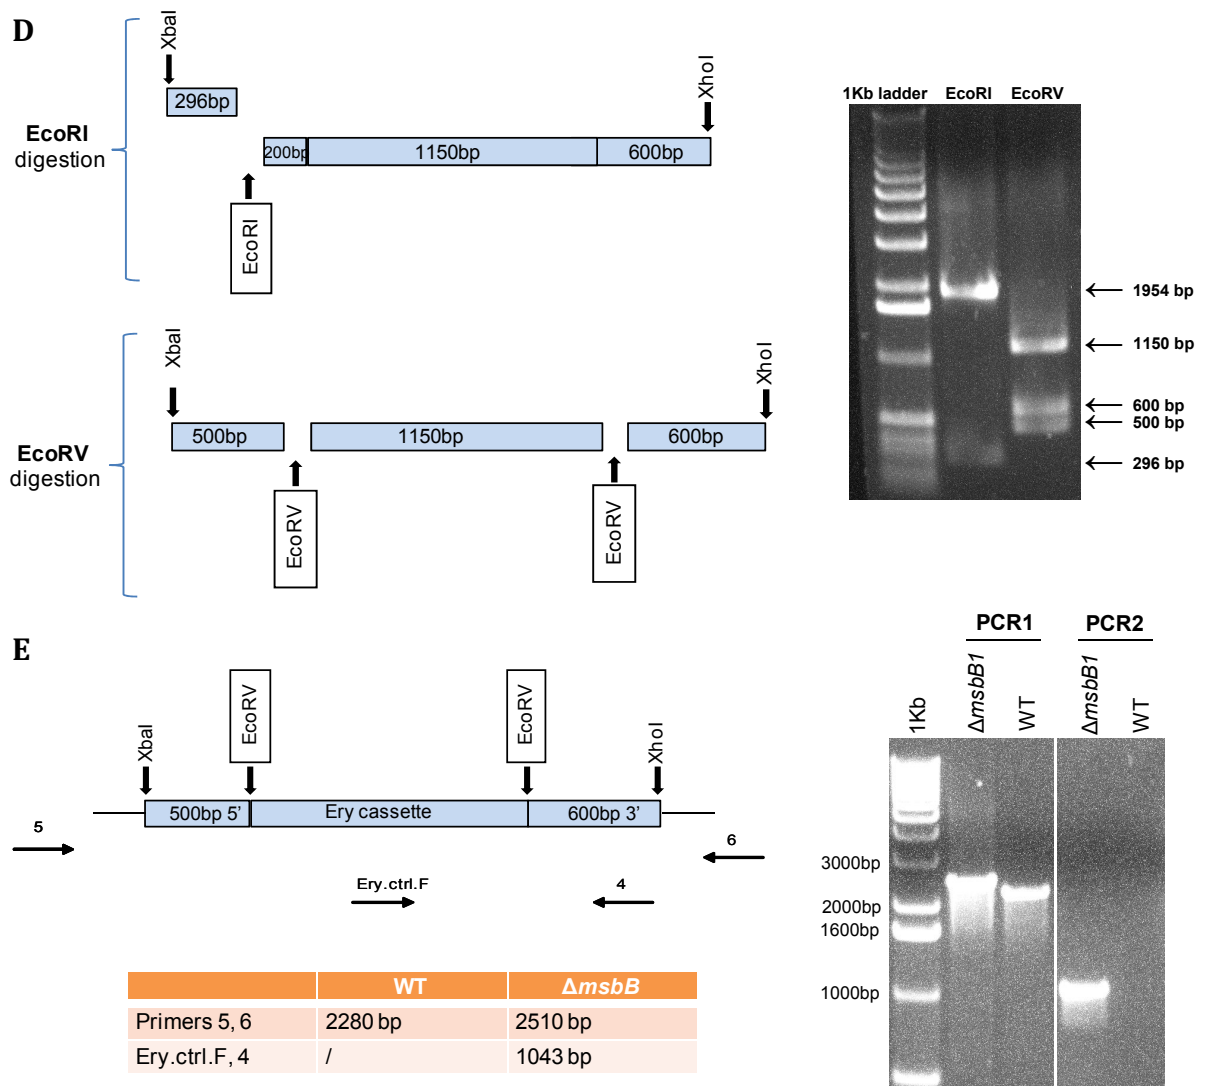 D
XbaI
296bp
EcoRI
digestion
200bp
1150bp
600bp
XhoI
EcoRI
1Kb ladder EcoRI EcoRV
1954 bp
1150 bp
600 bp
500 bp
296 bp
XbaI
XhoI
500bp
1150bp
600bp
EcoRV
digestion
EcoRV
EcoRV
E
EcoRV
EcoRV
XbaI
XhoI
500bp 5’
Ery cassette
600bp 3’
5
6
Ery.ctrl.F
4
WT ΔmsbB
Primers 5, 6 2280 bp 2510 bp
Ery.ctrl.F, 4 / 1043 bp
PCR1 PCR2
1Kb
ΔmsbB1
WT
ΔmsbB1
WT
3000bp
2000bp
1600bp
1000bp